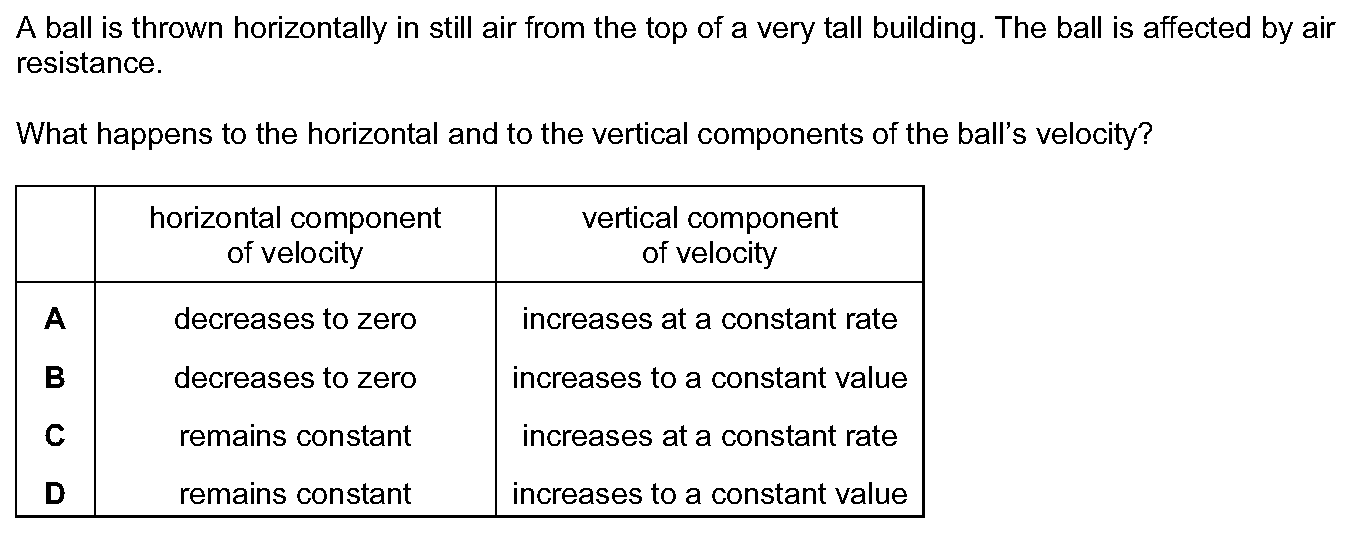 A ball is thrown horizontally in still air from the top of a very tall building. The ball is affected by air
resistance.
What happens to the horizontal and to the vertical components of the ball's velocity?
horizontal component of velocity
vertical component of velocity
A decreases to zero increases at a constant rate
B decreases to zero increases to a constant value
C remains constant increases at a constant rate
D remains constant increases to a constant value